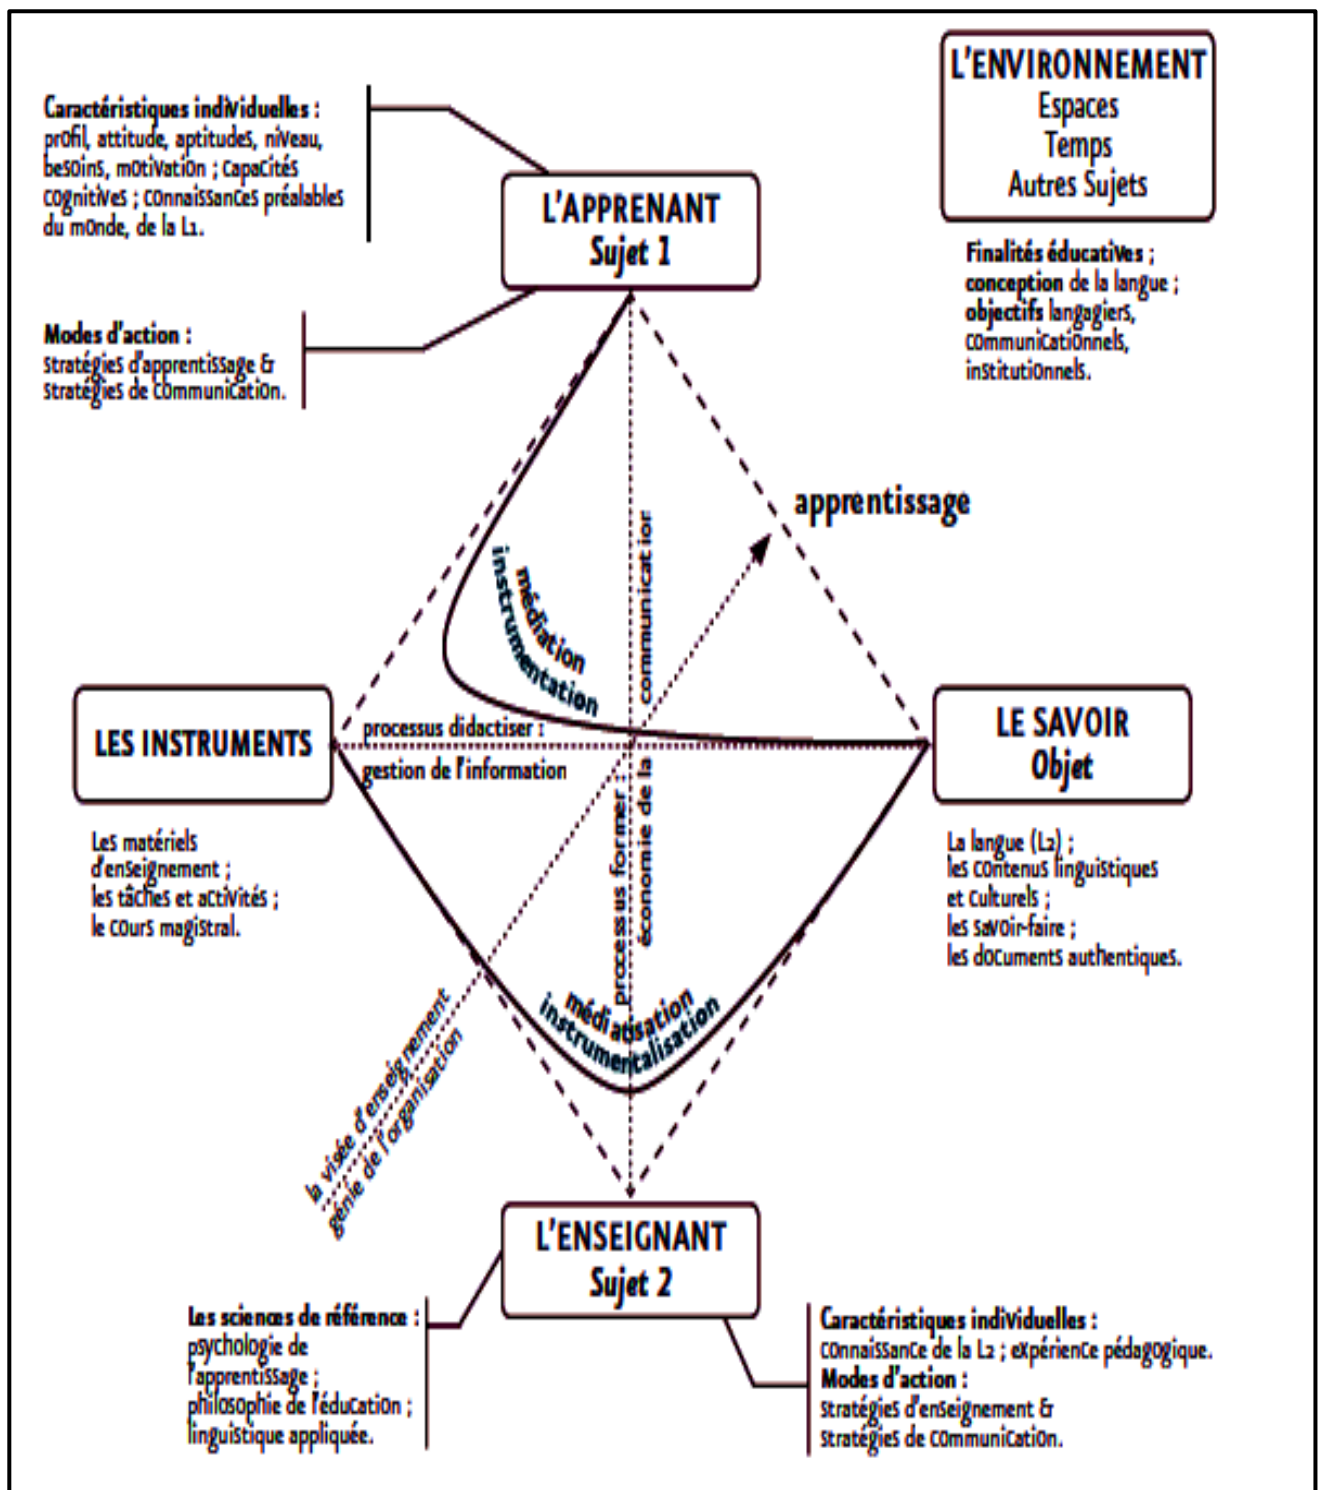 L'ENVIRONNEMENT
Espaces
Temps
Autres Sujets
Finalités éducatives ;
conception de la langue ;
objectifs langagiers,
communicationnels,
institutionnels.
Caractéristiques individuelles :
profil, attitude, aptitudes, niveau,
besoins, motivation ; capacités
cognitives ; connaissances préalables
du monde, de la L1.
L'APPRENANT
Sujet 1
Modes d'action :
stratégies d'apprentissage &
stratégies de communication.
apprentissage
médiation
instrumentation
processus former :
économie de la communication
LES INSTRUMENTS
processus didactiser :
gestion de l'information
LE SAVOIR
Objet
Les matériels
d'enseignement ;
les tâches et activités ;
le cours magistral.
La langue (L2) ;
les contenus linguistiques
et culturels ;
les savoir-faire ;
les documents authentiques.
médiatisation
instrumentalisation
la visée d'enseignement
génie de l'organisation
L'ENSEIGNANT
Sujet 2
Les sciences de référence :
psychologie de
l'apprentissage ;
philosophie de l'éducation ;
linguistique appliquée.
Caractéristiques individuelles :
connaissance de la L2 ; expérience pédagogique.
Modes d'action :
stratégies d'enseignement &
stratégies de communication.